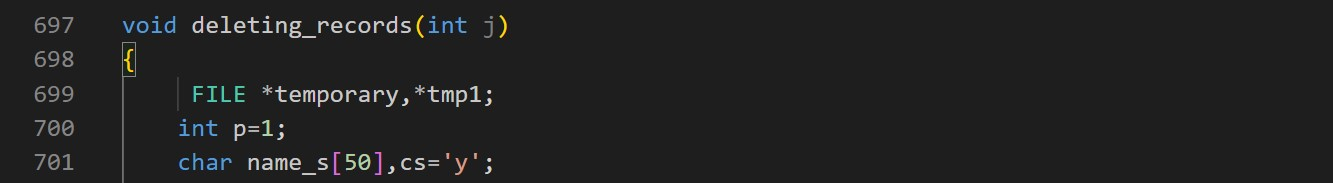 697 void deleting_records(int j)
698 {
699 FILE *temporary,*tmp1;
700 int p=1;
701 char name_s[50],cs='y';